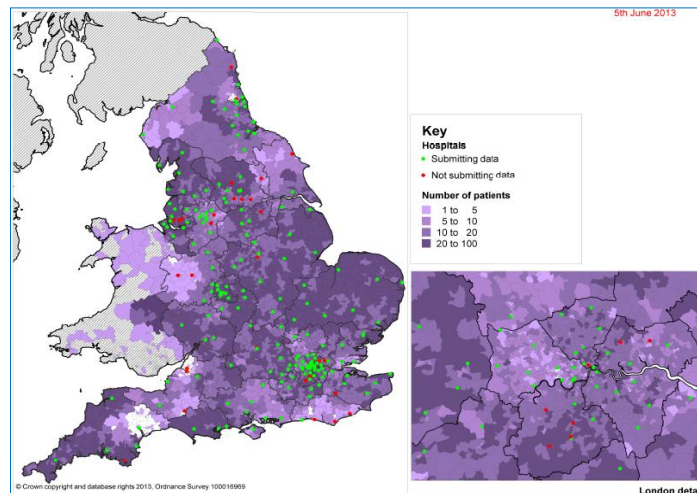 5th June 2013
Key
Hospitals
Submitting data
Not submitting data
Number of patients
1 to 5
5 to 10
10 to 20
20 to 100
© Crown copyright and database rights 2013, Ordnance Survey 100016969
London deta